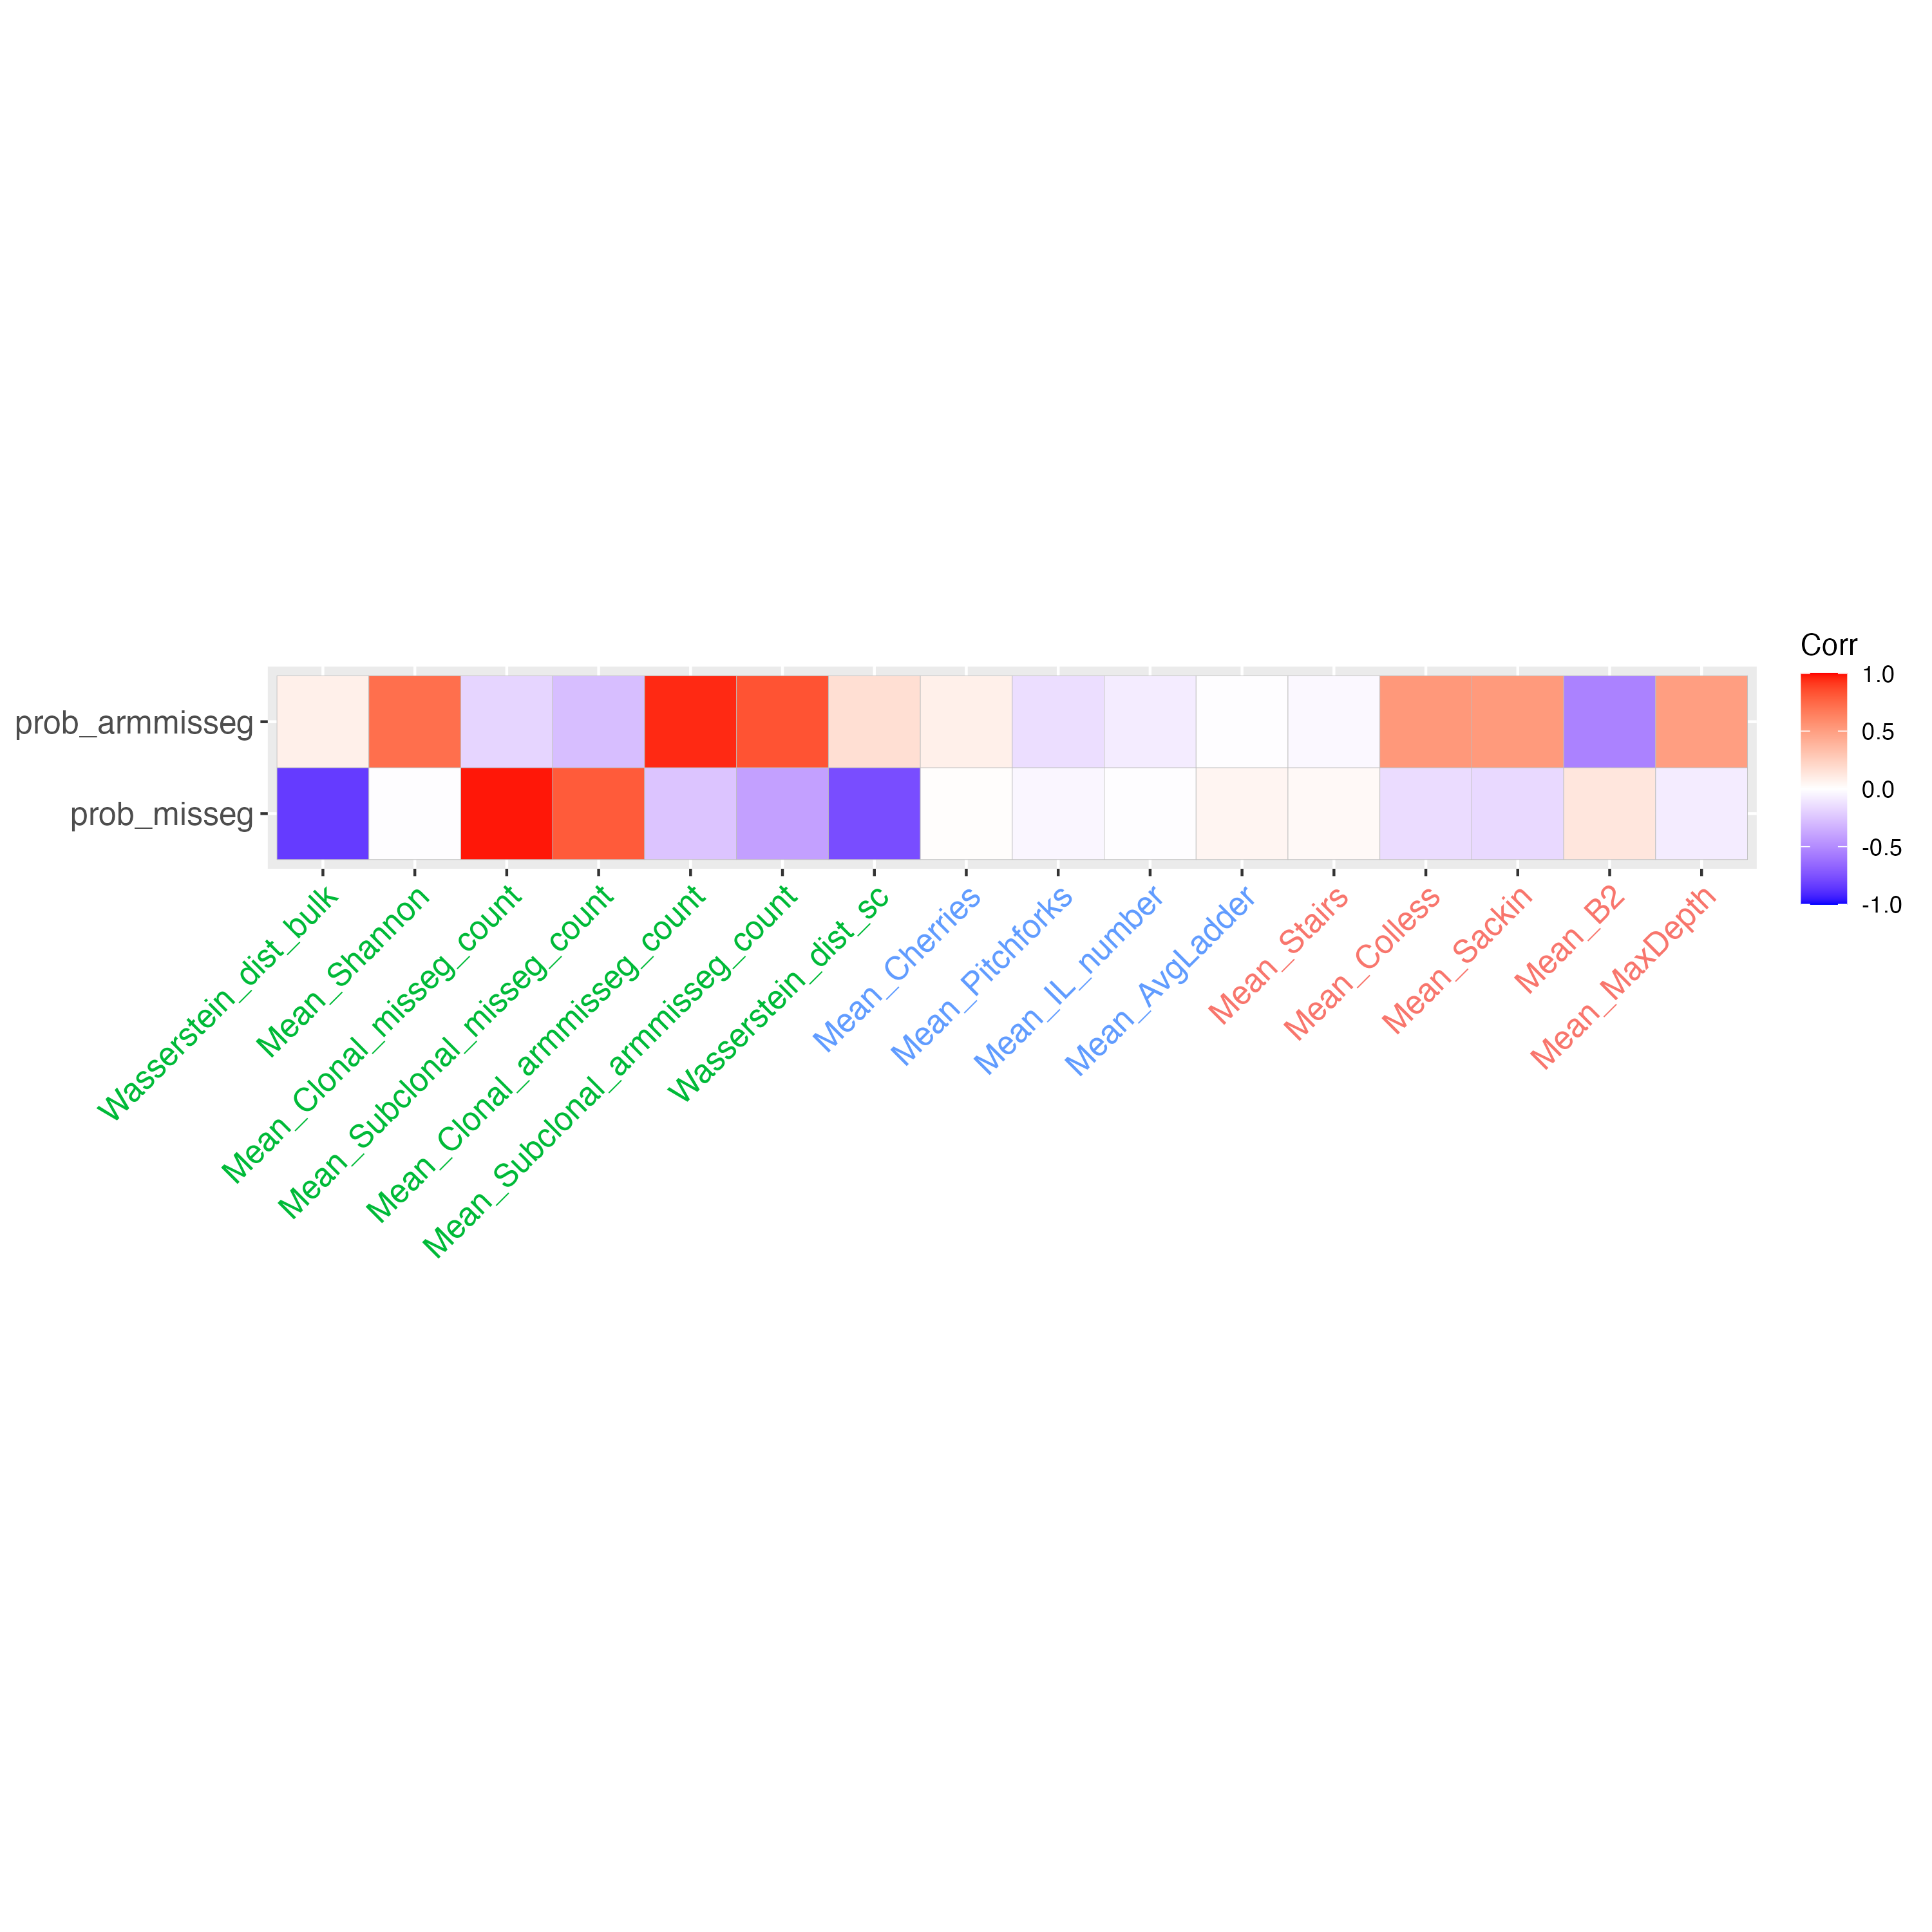 Corr
1.0
0.5
0.0
-0.5
-1.0
prob_armmisseg
prob_misseg
Wasserstein_dist_bulk
Mean_Shannon
Mean_Clonal_misseg_count
Mean_Subclonal_misseg_count
Mean_Clonal_armmisseg_count
Mean_Subclonal_armmisseg_count
Wasserstein_dist_sc
Mean_Cherries
Mean_Pitchforks
Mean_IL_number
Mean_AvgLadder
Mean_Stairs
Mean_Colless
Mean_Sackin
Mean_B2
Mean_MaxDepth